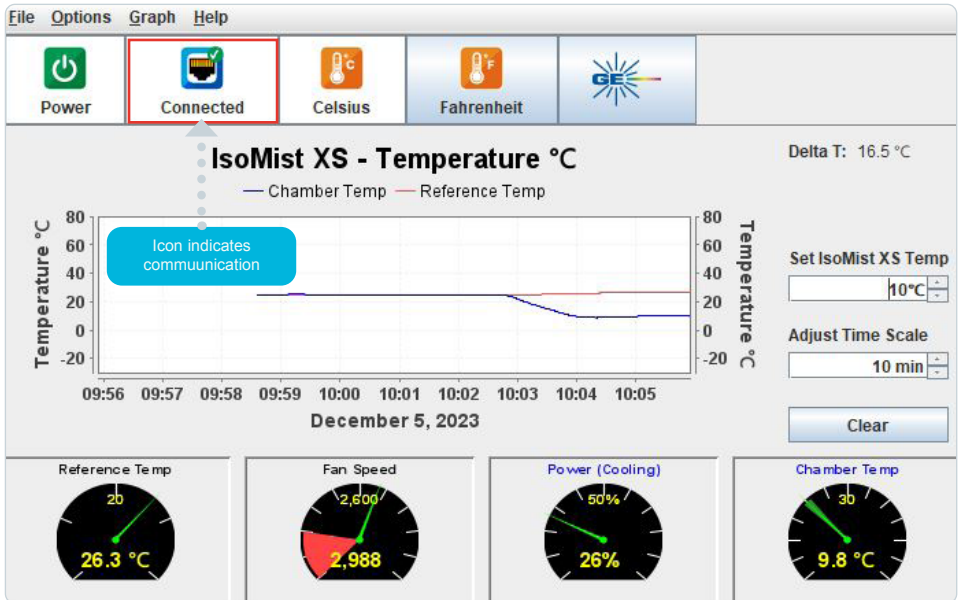 File Options Graph Help
Power
Connected
Celsius
Fahrenheit
°C
°F
GE
IsoMist XS - Temperature °C
Chamber Temp
Reference Temp
Delta T: 16.5 °C
Icon indicates
commuunication
Temperature °C
80
60
40
20
0
-20
80
60
40
20
0
-20
Temperature °C
09:56 09:57 09:58 09:59 10:00 10:01 10:02 10:03 10:04 10:05
December 5, 2023
Set IsoMist XS Temp
10°C
Adjust Time Scale
10 min
Clear
Reference Temp
20
26.3 °C
Fan Speed
2,600
2,988
Power (Cooling)
50%
26%
Chamber Temp
30
9.8 °C